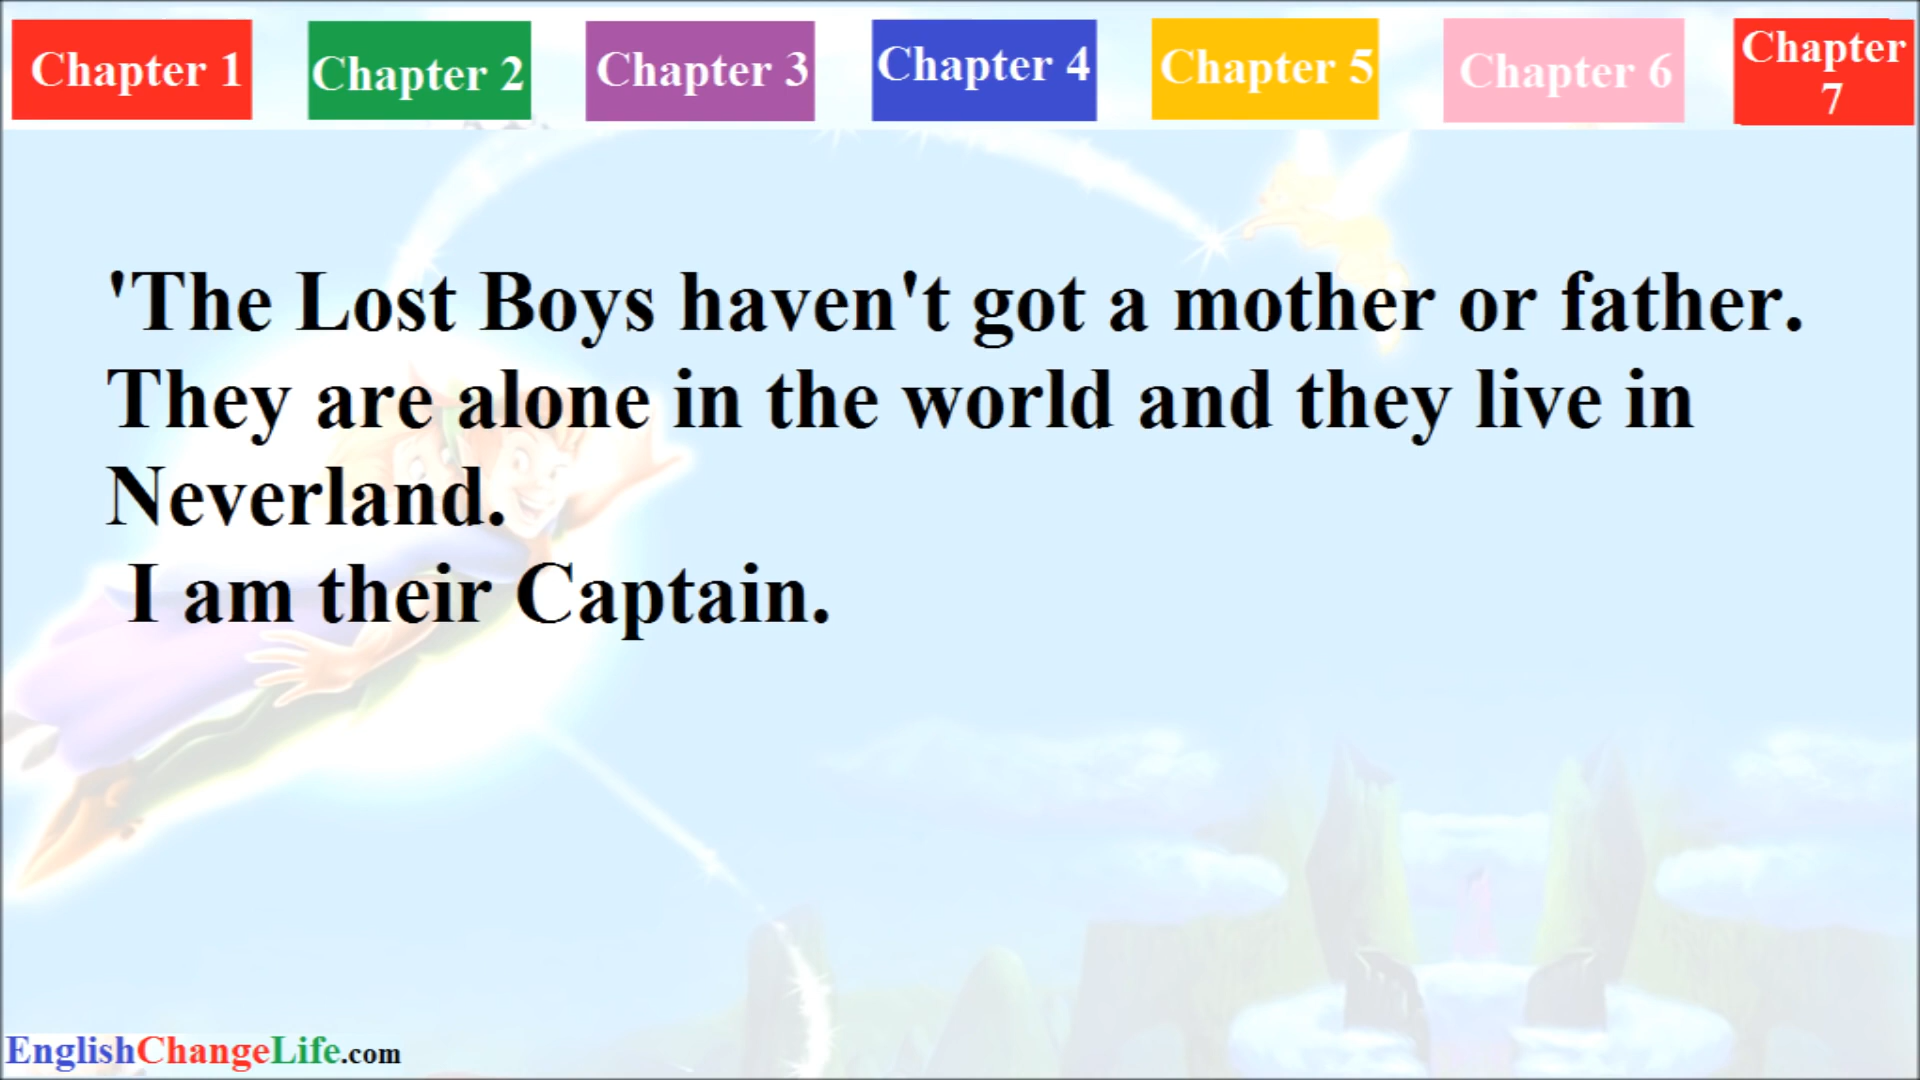 Chapter 1
Chapter 2
Chapter 3
Chapter 4
Chapter 5
Chapter 6
Chapter
7
'The Lost Boys haven't got a mother or father.
They are alone in the world and they live in
Neverland.
I am their Captain.
EnglishChangeLife.com